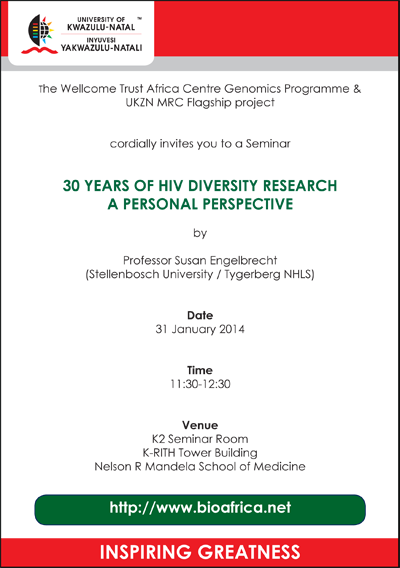 UNIVERSITY OF
KWAZULU-NATAL
TM
INYUVESI
YAKWAZULU-NATALI
The Wellcome Trust Africa Centre Genomics Programme &
UKZN MRC Flagship project
cordially invites you to a Seminar
30 YEARS OF HIV DIVERSITY RESEARCH
A PERSONAL PERSPECTIVE
by
Professor Susan Engelbrecht
(Stellenbosch University / Tygerberg NHLS)
Date
31 January 2014
Time
11:30-12:30
Venue
K2 Seminar Room
K-RITH Tower Building
Nelson R Mandela School of Medicine
http://www.bioafrica.net
INSPIRING GREATNESS